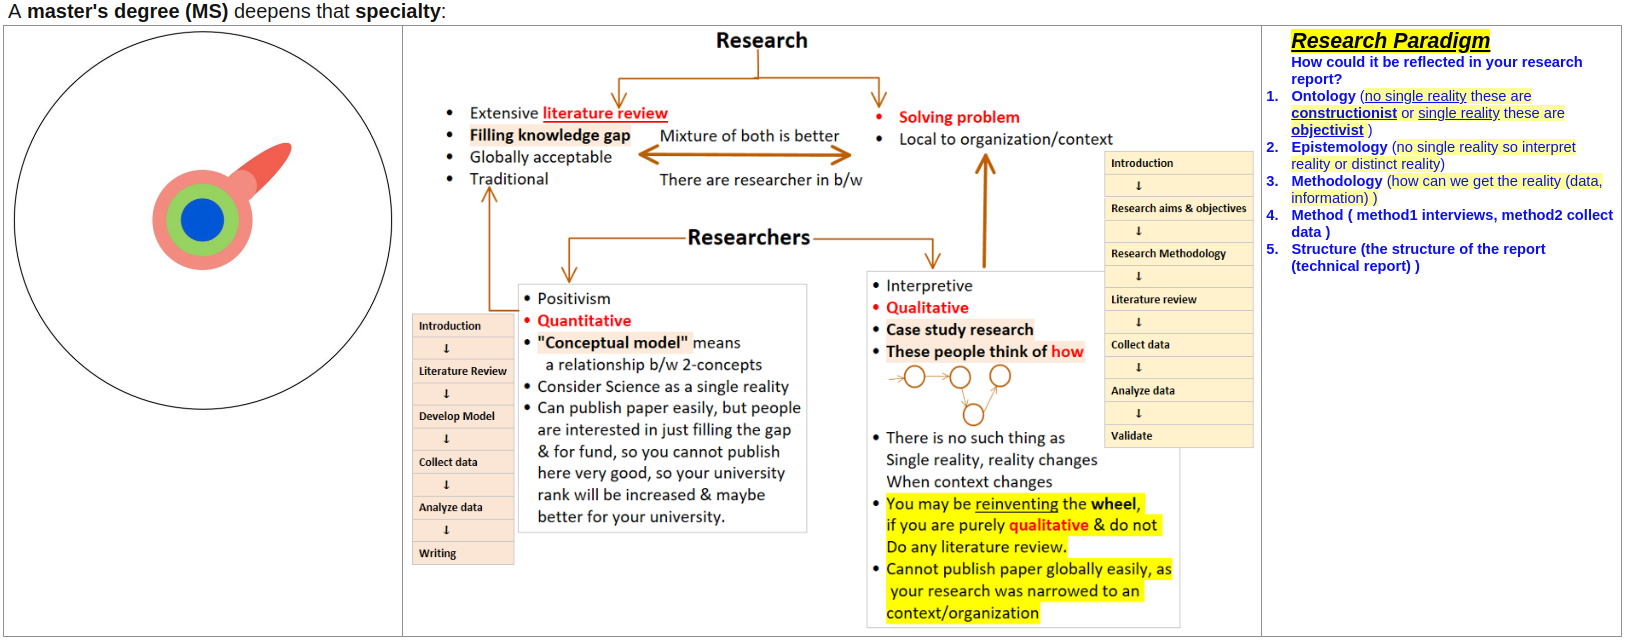 A master's degree (MS) deepens that specialty:
Research
• Extensive literature review
• Filling knowledge gap
• Globally acceptable
• Traditional
Mixture of both is better
There are researcher in b/w
• Solving problem
• Local to organization/context
Researchers
Introduction
↓
Literature Review
↓
Develop Model
↓
Collect data
↓
Analyze data
↓
Writing
• Positivism
• Quantitative
• "Conceptual model" means
a relationship b/w 2-concepts
• Consider Science as a single reality
• Can publish paper easily, but people
are interested in just filling the gap
& for fund, so you cannot publish
here very good, so your university
rank will be increased & maybe
better for your university.
• Interpretive
• Qualitative
• Case study research
• These people think of how
• There is no such thing as
Single reality, reality changes
When context changes
• You may be reinventing the wheel,
if you are purely qualitative & do not
Do any literature review.
• Cannot publish paper globally easily, as
your research was narrowed to an
context/organization
Introduction
↓
Research aims & objectives
↓
Research Methodology
↓
Literature review
↓
Collect data
↓
Analyze data
↓
Validate
Research Paradigm
How could it be reflected in your research
report?
1. Ontology (no single reality these are
constructionist or single reality these are
objectivist )
2. Epistemology (no single reality so interpret
reality or distinct reality)
3. Methodology (how can we get the reality (data,
information) )
4. Method ( method1 interviews, method2 collect
data )
5. Structure (the structure of the report
(technical report) )